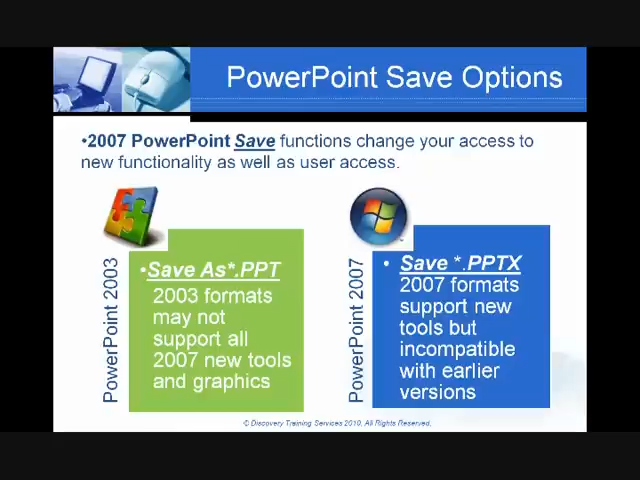 PowerPoint Save Options
•2007 PowerPoint Save functions change your access to
new functionality as well as user access.
PowerPoint 2003
•Save As*.PPT
2003 formats
may not
support all
2007 new tools
and graphics
PowerPoint 2007
• Save *.PPTX
2007 formats
support new
tools but
incompatible
with earlier
versions
© Discovery Training Services 2010. All Rights Reserved.